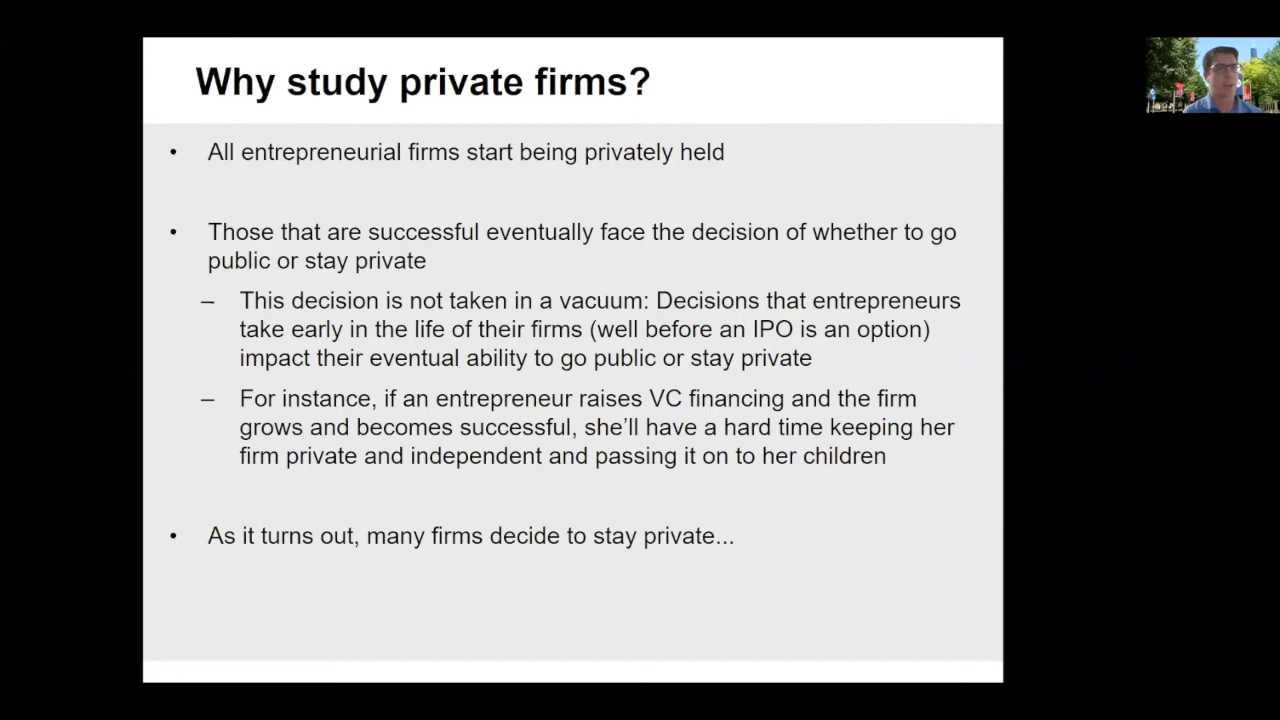 Why study private firms?
• All entrepreneurial firms start being privately held
• Those that are successful eventually face the decision of whether to go
public or stay private
– This decision is not taken in a vacuum: Decisions that entrepreneurs
take early in the life of their firms (well before an IPO is an option)
impact their eventual ability to go public or stay private
– For instance, if an entrepreneur raises VC financing and the firm
grows and becomes successful, she’ll have a hard time keeping her
firm private and independent and passing it on to her children
• As it turns out, many firms decide to stay private...